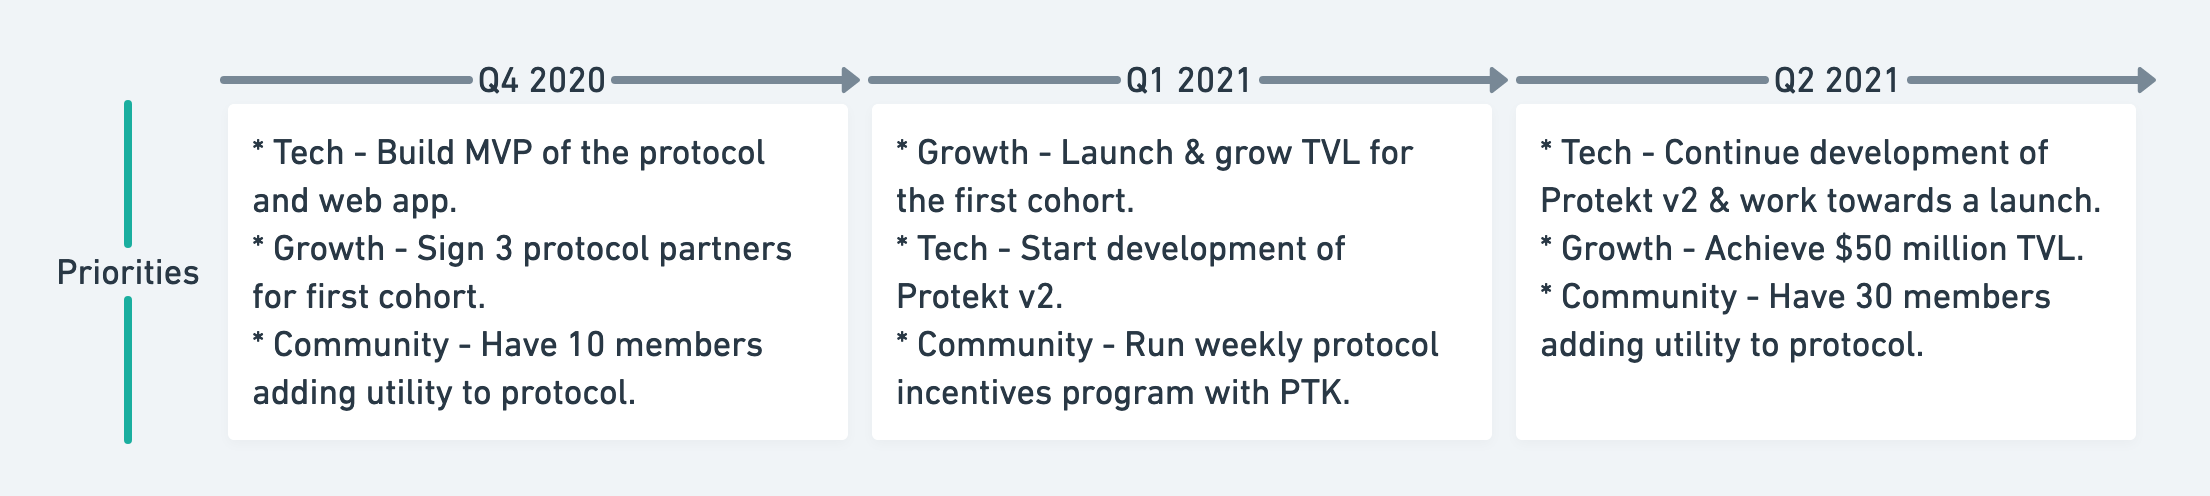 Q4 2020
Q1 2021
Q2 2021
Priorities
* Tech - Build MVP of the protocol
and web app.
* Growth - Sign 3 protocol partners
for first cohort.
* Community - Have 10 members
adding utility to protocol.
* Growth - Launch & grow TVL for
the first cohort.
* Tech - Start development of
Protekt v2.
* Community - Run weekly protocol
incentives program with PTK.
* Tech - Continue development of
Protekt v2 & work towards a launch.
* Growth - Achieve $50 million TVL.
* Community - Have 30 members
adding utility to protocol.